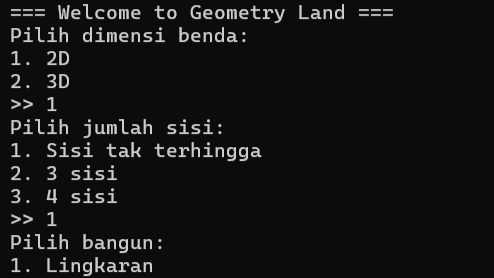 === Welcome to Geometry Land ===
Pilih dimensi benda:
1. 2D
2. 3D
>> 1
Pilih jumlah sisi:
1. Sisi tak terhingga
2. 3 sisi
3. 4 sisi
>> 1
Pilih bangun:
1. Lingkaran